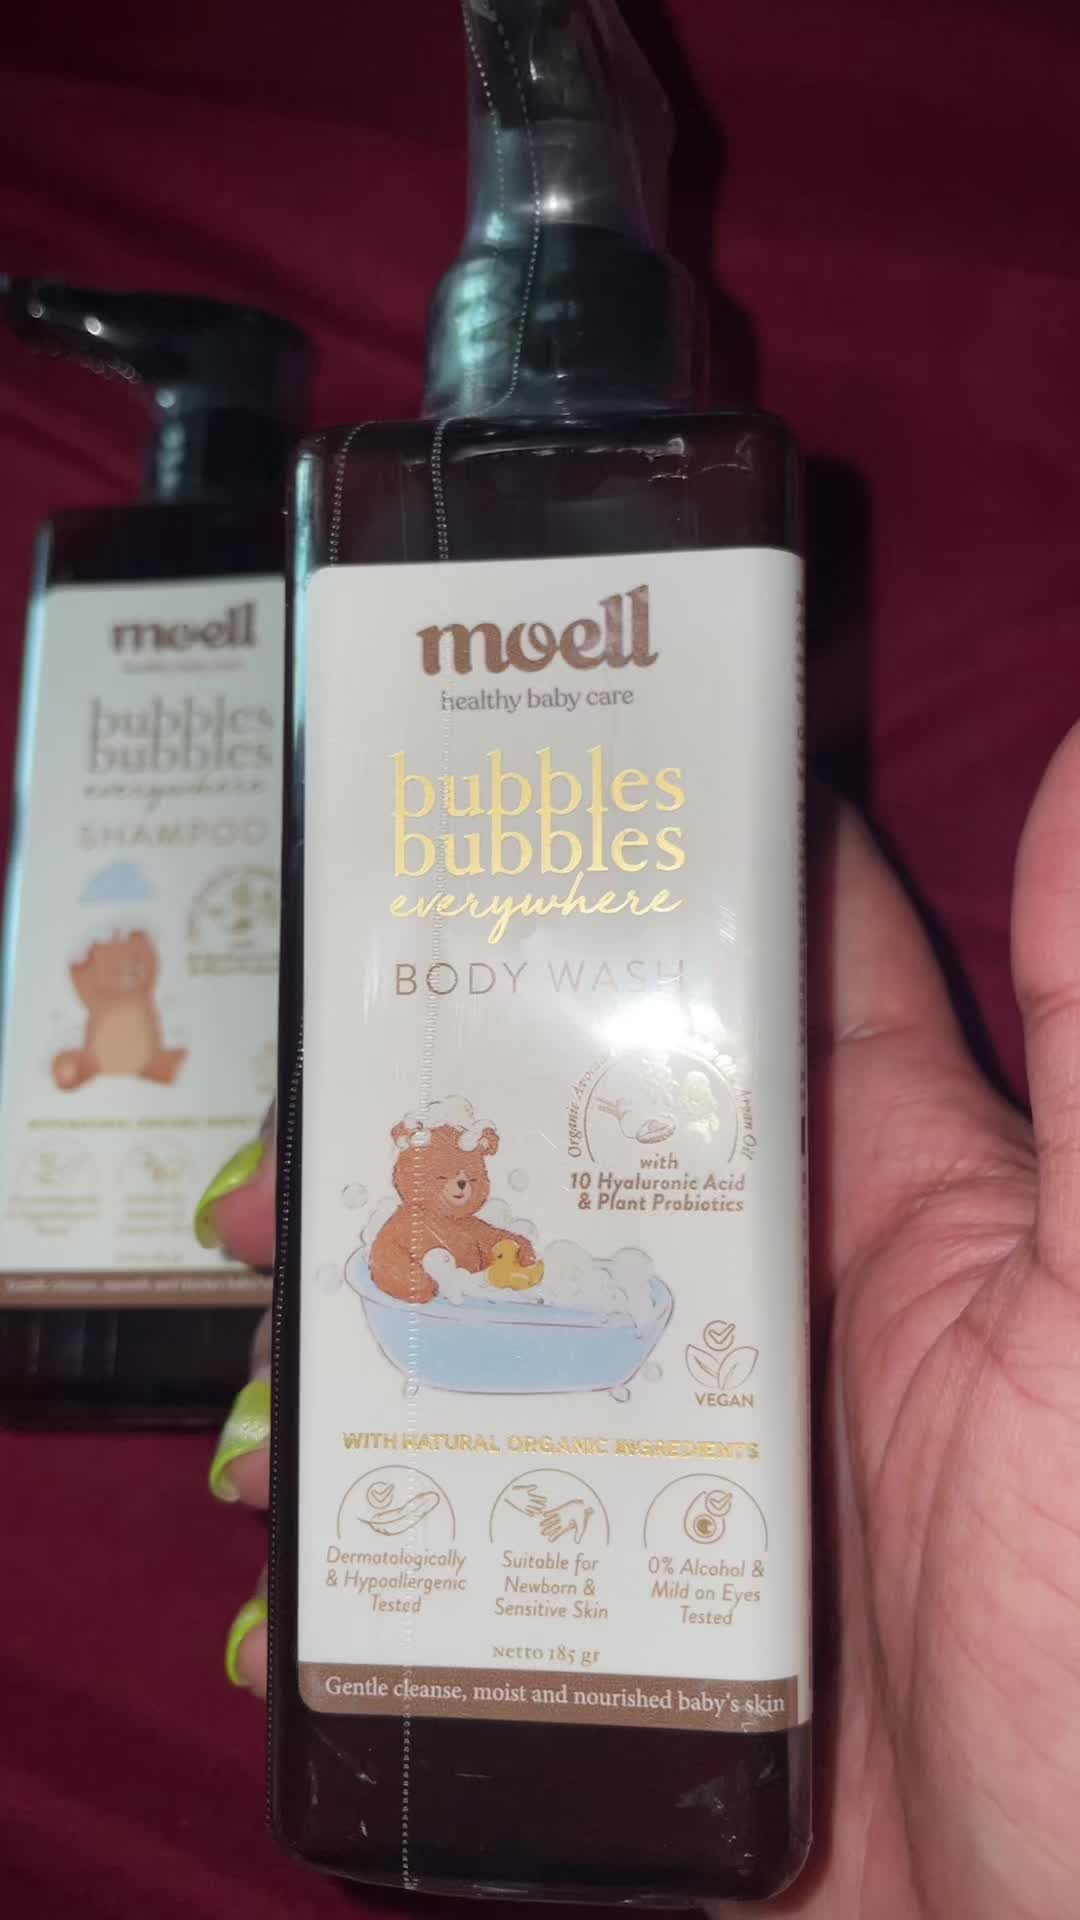 moell
healthy baby care
bubbles
bubbles
everywhere
BODY WASH
Organic
with
10 Hyaluronic Acid
& Plant Probiotics
VEGAN
WITH NATURAL ORGANIC INGREDIENTS
Dermatologically
& Hypoallergenic
Tested
Suitable for
Newborn &
Sensitive Skin
0% Alcohol &
Mild on Eyes
Tested
Netto 185 gr
Gentle cleanse, moist and nourished baby's skin
moell
bubbles
bubbles
everywhere
SHAMPOO